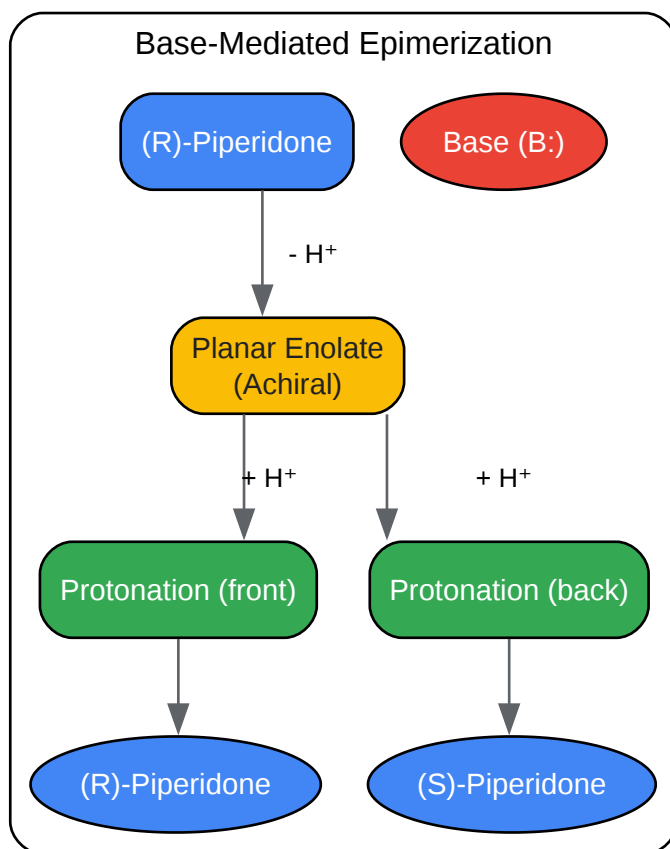 Base-Mediated Epimerization
(R)-Piperidone
Base (B:)
- H⁺
Planar Enolate
(Achiral)
+ H⁺
+ H⁺
Protonation (front)
Protonation (back)
(R)-Piperidone
(S)-Piperidone